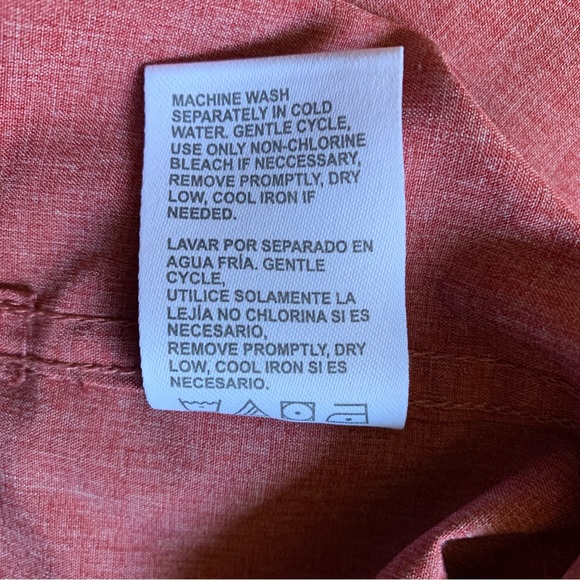 MACHINE WASH
SEPARATELY IN COLD
WATER. GENTLE CYCLE,
USE ONLY NON-CHLORINE
BLEACH IF NECCESSARY,
REMOVE PROMPTLY, DRY
LOW, COOL IRON IF
NEEDED.
LAVAR POR SEPARADO EN
AGUA FRÍA. GENTLE
CYCLE,
UTILICE SOLAMENTE LA
LEJÍA NO CHLORINA SI ES
NECESARIO,
REMOVE PROMPTLY, DRY
LOW, COOL IRON SI ES
NECESARIO.